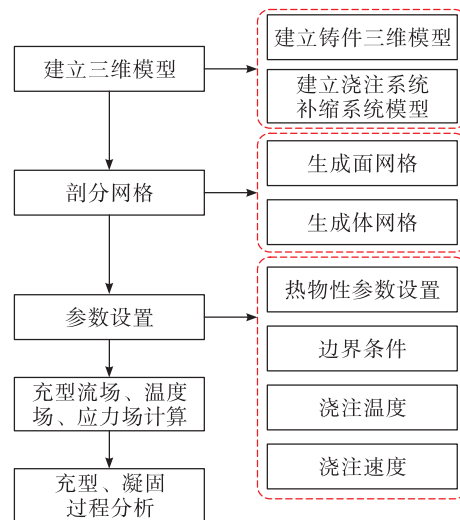 建立三维模型
建立铸件三维模型
建立浇注系统
补缩系统模型
剖分网格
生成面网格
生成体网格
参数设置
热物性参数设置
边界条件
浇注温度
浇注速度
充型流场、温度
场、应力场计算
充型、凝固
过程分析